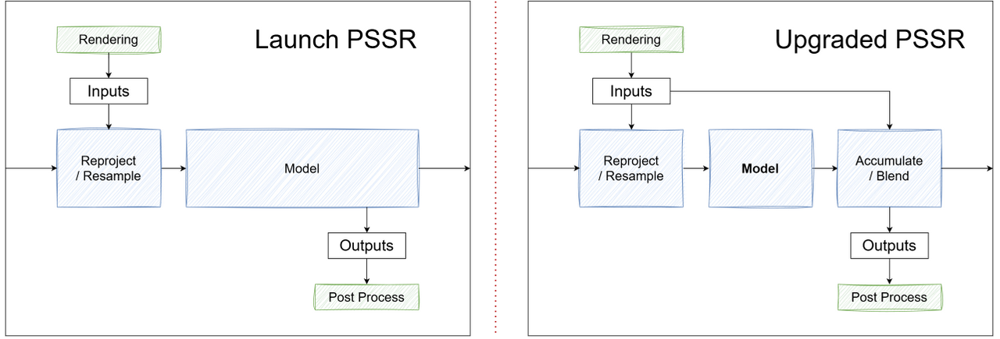 Launch PSSR
Rendering
Inputs
Reproject
/ Resample
Model
Outputs
Post Process
Upgraded PSSR
Rendering
Inputs
Reproject
/ Resample
Model
Accumulate
/ Blend
Outputs
Post Process